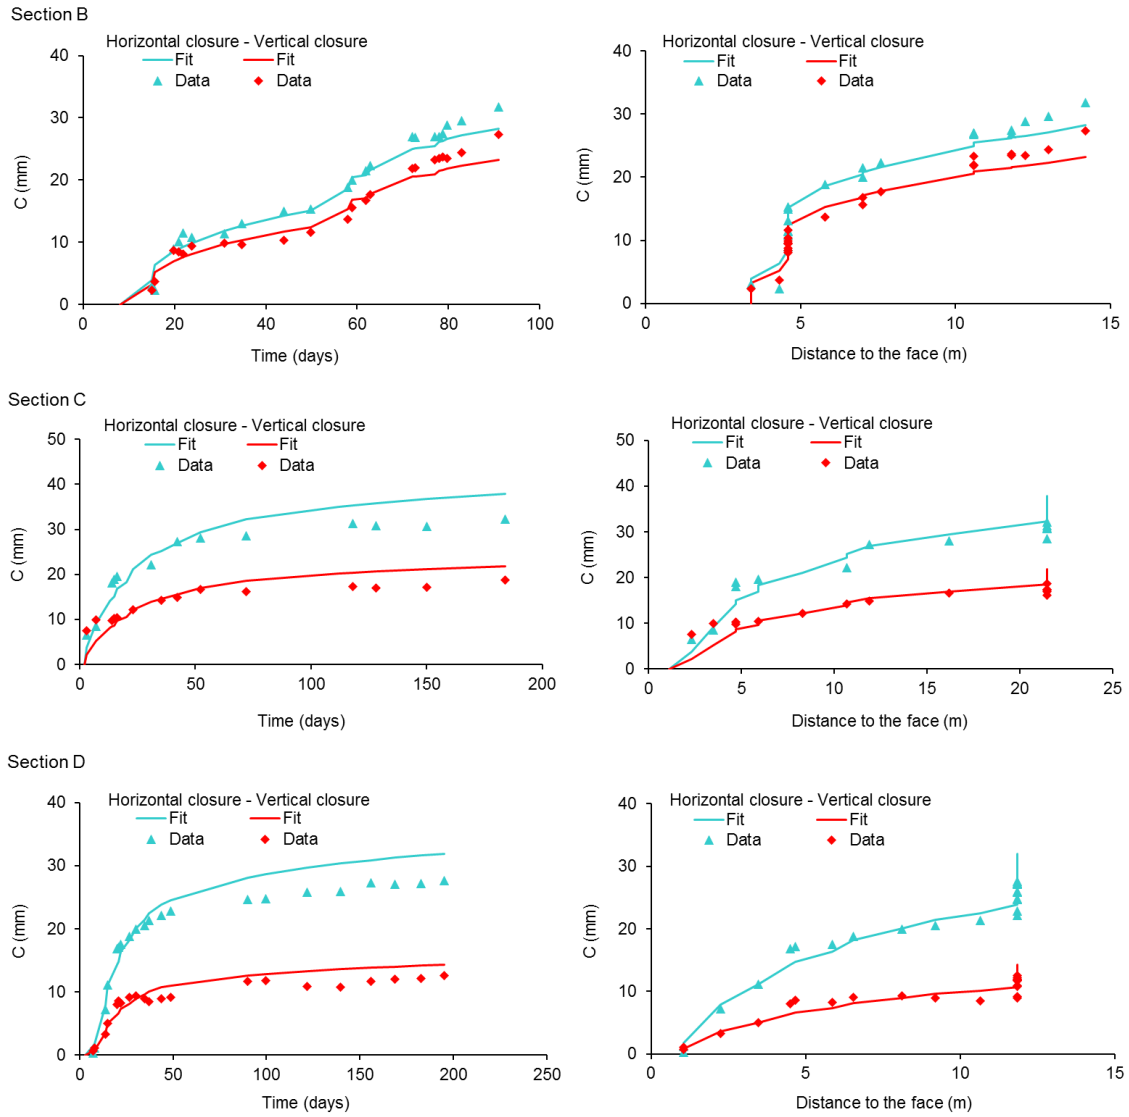 Section B
Horizontal closure - Vertical closure
Fit Fit
Data Data
C (mm)
40
30
20
10
0
0 20 40 60 80 100
Time (days)
Horizontal closure - Vertical closure
Fit Fit
Data Data
C (mm)
40
30
20
10
0
0 5 10 15
Distance to the face (m)
Section C
Horizontal closure - Vertical closure
Fit Fit
Data Data
C (mm)
50
40
30
20
10
0
0 50 100 150 200
Time (days)
Horizontal closure - Vertical closure
Fit Fit
Data Data
C (mm)
50
40
30
20
10
0
0 5 10 15 20 25
Distance to the face (m)
Section D
Horizontal closure - Vertical closure
Fit Fit
Data Data
C (mm)
40
30
20
10
0
0 50 100 150 200 250
Time (days)
Horizontal closure - Vertical closure
Fit Fit
Data Data
C (mm)
40
30
20
10
0
0 5 10 15
Distance to the face (m)